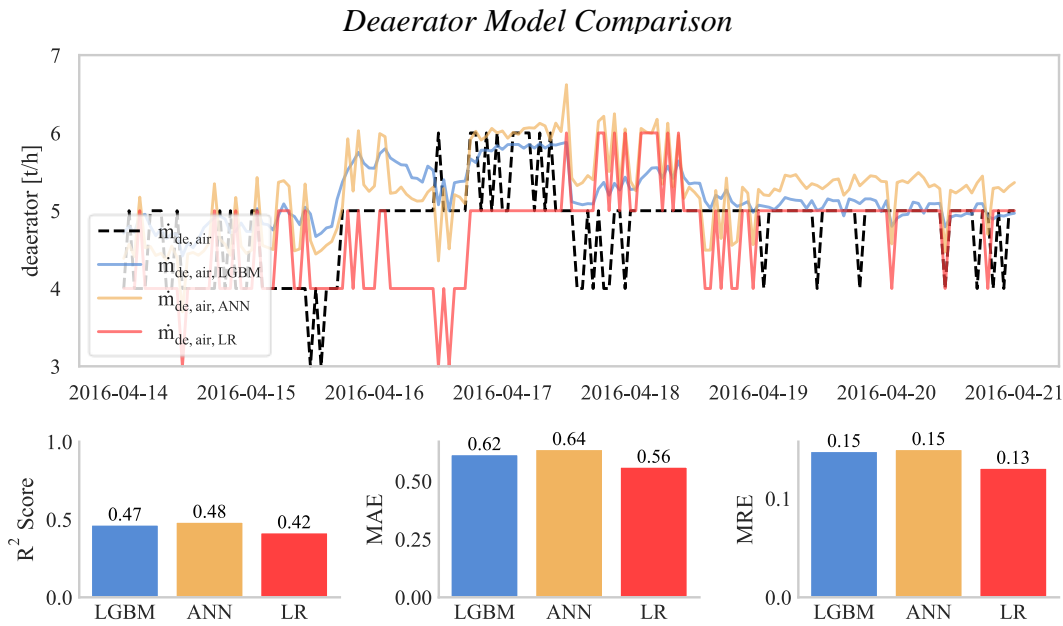 Deaerator Model Comparison
7
6
5
4
3
deaerator [t/h]
ṁde, air
ṁde, air, LGBM
ṁde, air, ANN
ṁde, air, LR
2016-04-14 2016-04-15 2016-04-16 2016-04-17 2016-04-18 2016-04-19 2016-04-20 2016-04-21
R² Score
1.0
0.5
0.0
0.47 0.48 0.42
LGBM ANN LR
MAE
0.50
0.25
0.00
0.62 0.64 0.56
LGBM ANN LR
MRE
0.1
0.0
0.15 0.15 0.13
LGBM ANN LR